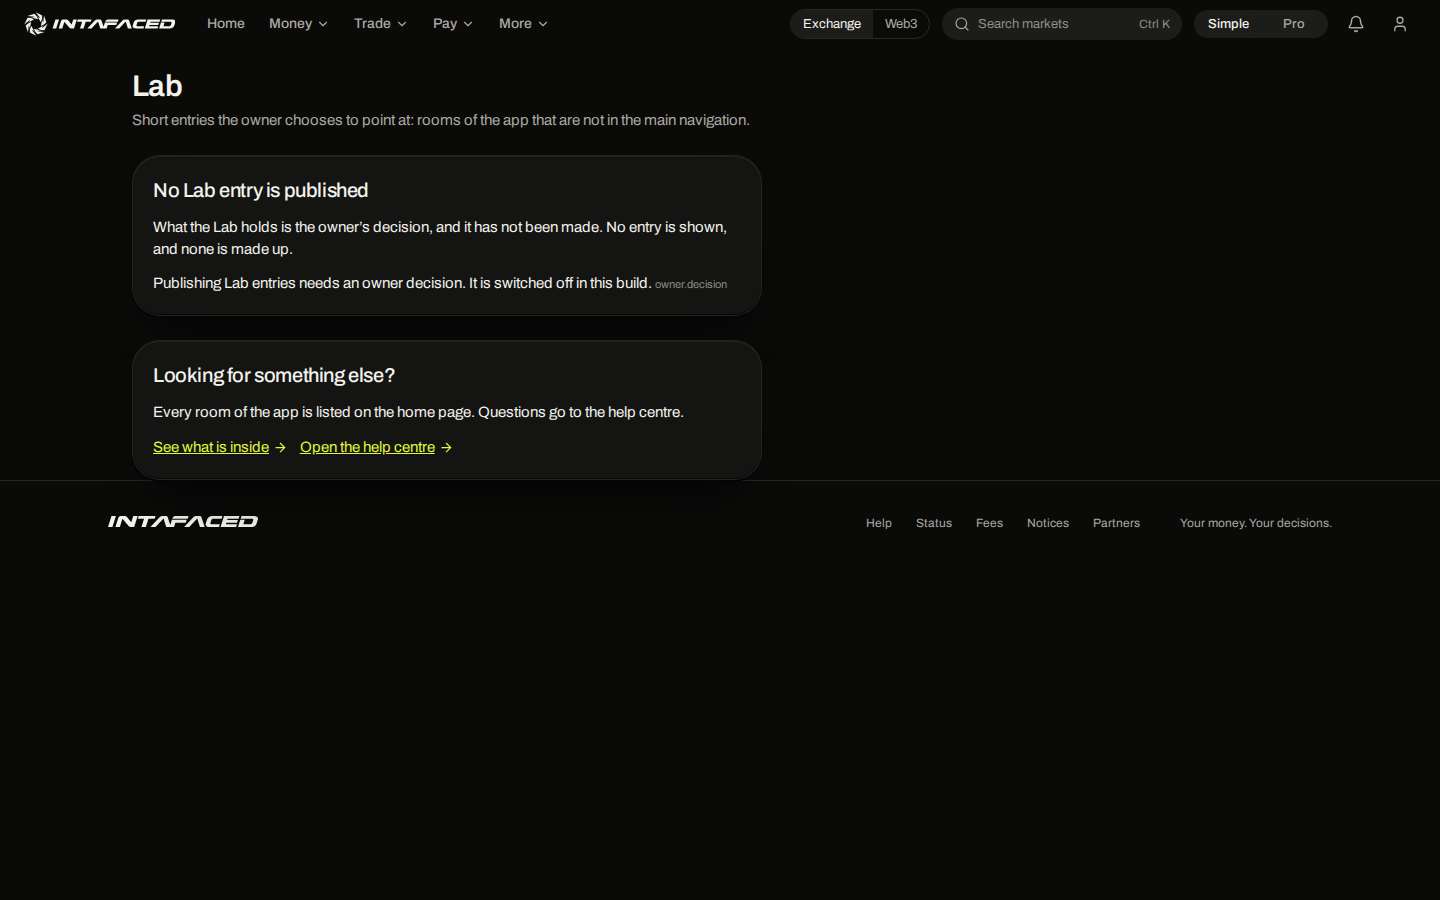 INTAFACED Home Money Trade Pay More Exchange Web3 Search markets Ctrl K Simple Pro
Lab
Short entries the owner chooses to point at: rooms of the app that are not in the main navigation.
No Lab entry is published
What the Lab holds is the owner’s decision, and it has not been made. No entry is shown,
and none is made up.
Publishing Lab entries needs an owner decision. It is switched off in this build. owner.decision
Looking for something else?
Every room of the app is listed on the home page. Questions go to the help centre.
See what is inside → Open the help centre →
INTAFACED Help Status Fees Notices Partners Your money. Your decisions.